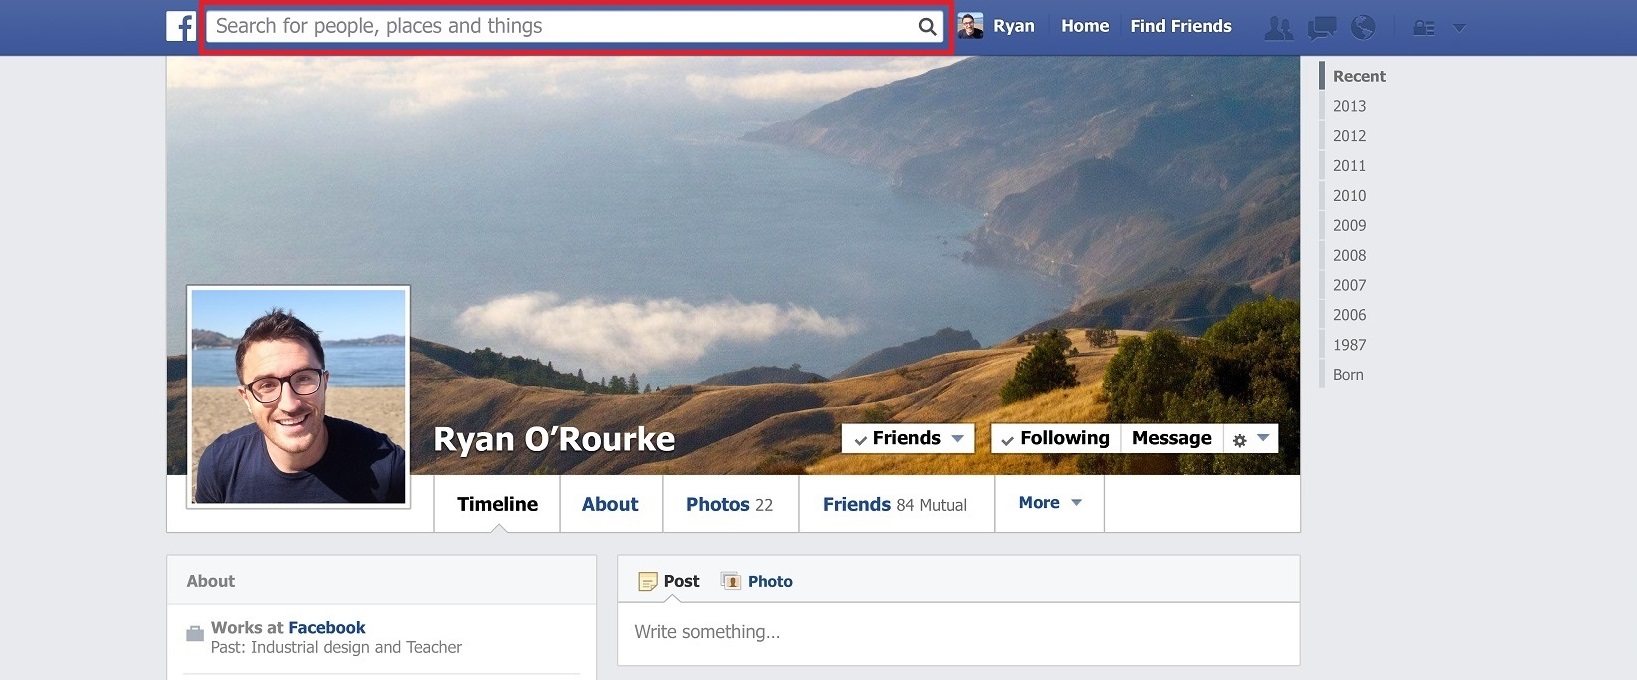 f Search for people, places and things Ryan Home Find Friends
Recent
2013
2012
2011
2010
2009
2008
2007
2006
1987
Born
Ryan O'Rourke
✓ Friends ✓ Following Message
Timeline About Photos 22 Friends 84 Mutual More
About
Works at Facebook
Past: Industrial design and Teacher
Post Photo
Write something...